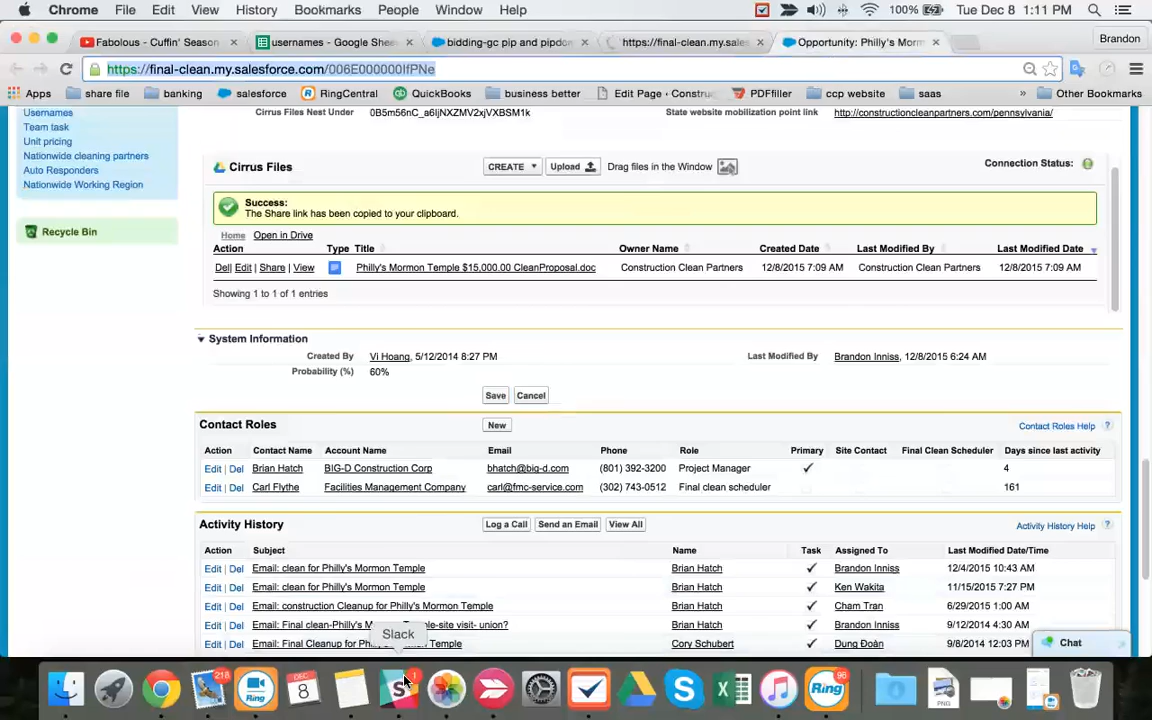 Chrome File Edit View History Bookmarks People Window Help 100% Tue Dec 8 1:11 PM
Fabolous - Cuffin' Season usernames - Google Shee bidding-gc pip and pipdon https://final-clean.my.sales Opportunity: Philly's Morm Brandon
https://final-clean.my.salesforce.com/006E000000IfPNe
Apps share file banking salesforce RingCentral QuickBooks business better Edit Page ‹ Constru PDFfiller ccp website saas » Other Bookmarks
Usernames
Team task
Unit pricing
Nationwide cleaning partners
Auto Responders
Nationwide Working Region
Recycle Bin
Cirrus Files Nest Under 0B5m56nC_a6IjNXZMV2xjVXBSM1k State website mobilization point link http://constructioncleanpartners.com/pennsylvania/
Cirrus Files CREATE Upload Drag files in the Window Connection Status:
Success:
The Share link has been copied to your clipboard.
Home Open in Drive
Action Type Title Owner Name Created Date Last Modified By Last Modified Date
Del| Edit | Share | View Philly's Mormon Temple $15,000.00 CleanProposal.doc Construction Clean Partners 12/8/2015 7:09 AM Construction Clean Partners 12/8/2015 7:09 AM
Showing 1 to 1 of 1 entries
System Information
Created By Vi Hoang, 5/12/2014 8:27 PM Last Modified By Brandon Inniss, 12/8/2015 6:24 AM
Probability (%) 60%
Save Cancel
Contact Roles New Contact Roles Help ?
Action Contact Name Account Name Email Phone Role Primary Site Contact Final Clean Scheduler Days since last activity
Edit | Del Brian Hatch BIG-D Construction Corp bhatch@big-d.com (801) 392-3200 Project Manager ✓ 4
Edit | Del Carl Flythe Facilities Management Company carl@fmc-service.com (302) 743-0512 Final clean scheduler 161
Activity History Log a Call Send an Email View All Activity History Help ?
Action Subject Name Task Assigned To Last Modified Date/Time
Edit | Del Email: clean for Philly's Mormon Temple Brian Hatch ✓ Brandon Inniss 12/4/2015 10:43 AM
Edit | Del Email: clean for Philly's Mormon Temple Brian Hatch ✓ Ken Wakita 11/15/2015 7:27 PM
Edit | Del Email: construction Cleanup for Philly's Mormon Temple Brian Hatch ✓ Cham Tran 6/29/2015 1:00 AM
Edit | Del Email: Final clean-Philly's M ple-site visit- union? Brian Hatch ✓ Brandon Inniss 9/12/2014 4:30 AM
Edit | Del Email: Final Cleanup for Phi Temple Cory Schubert ✓ Dung Đoàn 9/8/2014 12:03 PM
Slack
Chat
218 Ring DEC 8 1 Ring 96 PNG